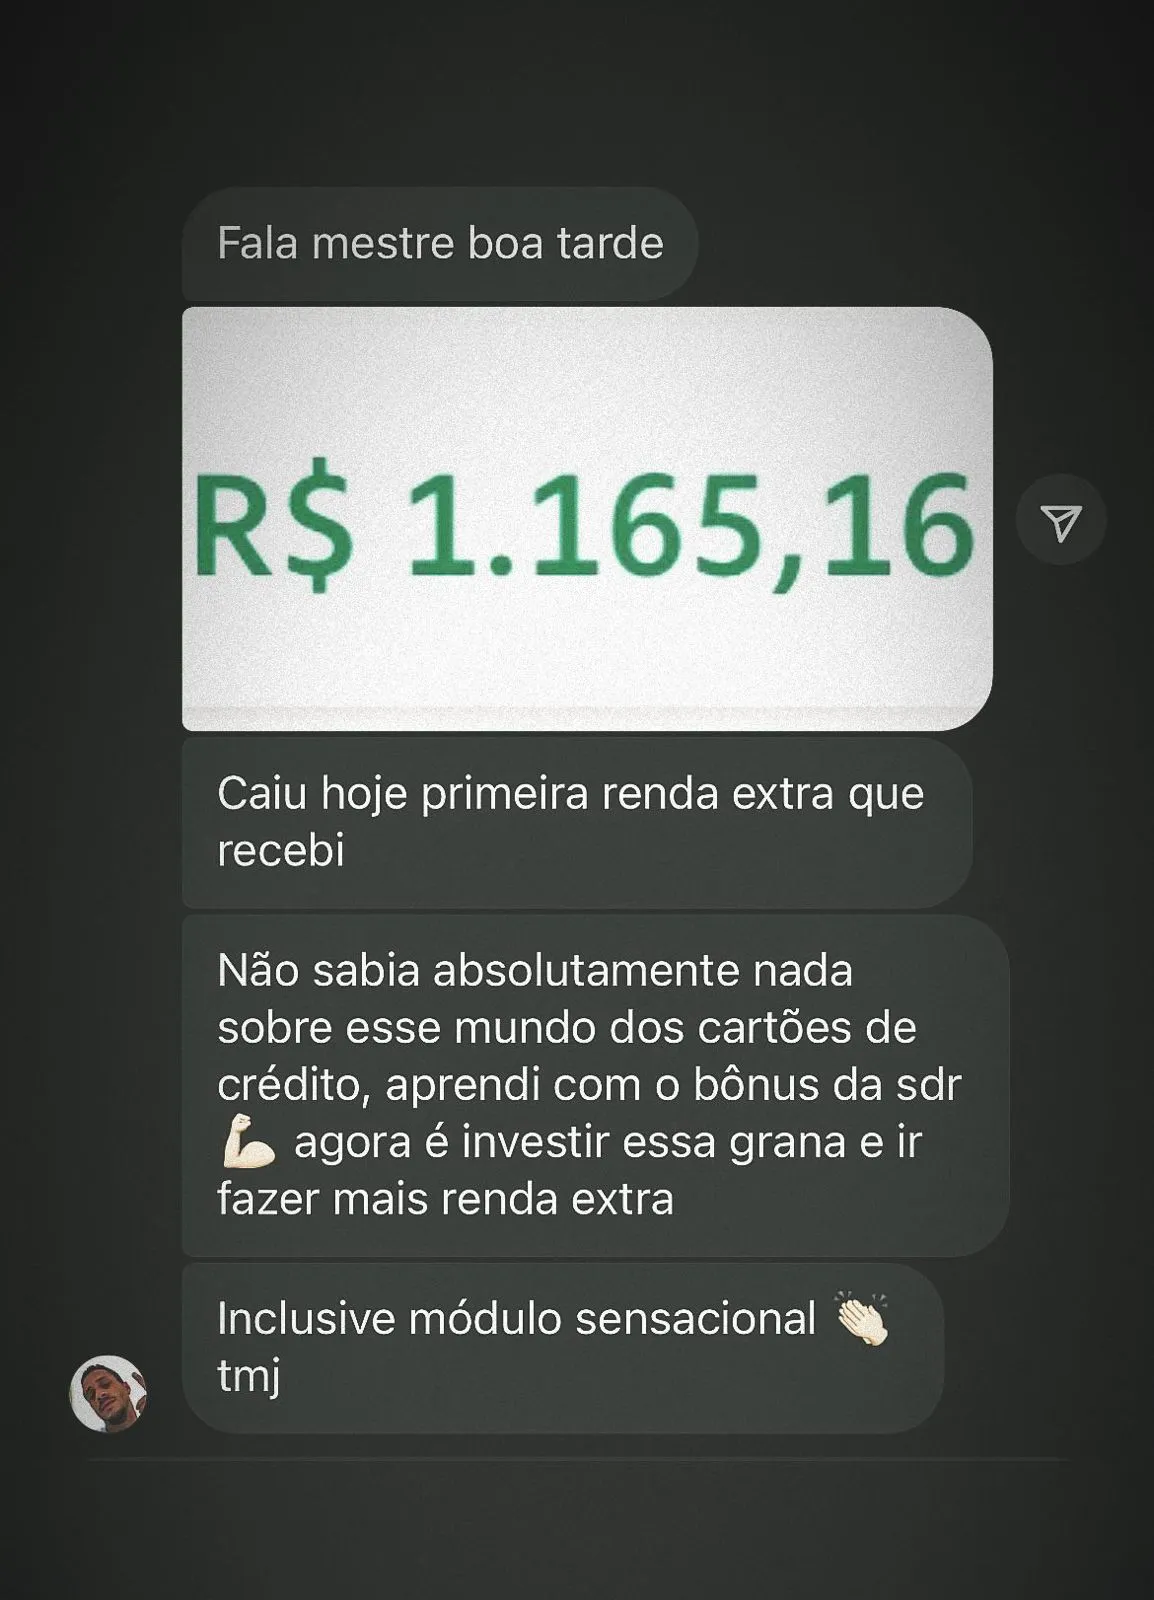 Fala mestre boa tarde
R$ 1.165,16
Caiu hoje primeira renda extra que
recebi
Não sabia absolutamente nada
sobre esse mundo dos cartões de
crédito, aprendi com o bônus da sdr
💪🏻 agora é investir essa grana e ir
fazer mais renda extra
Inclusive módulo sensacional 👏🏻
tmj